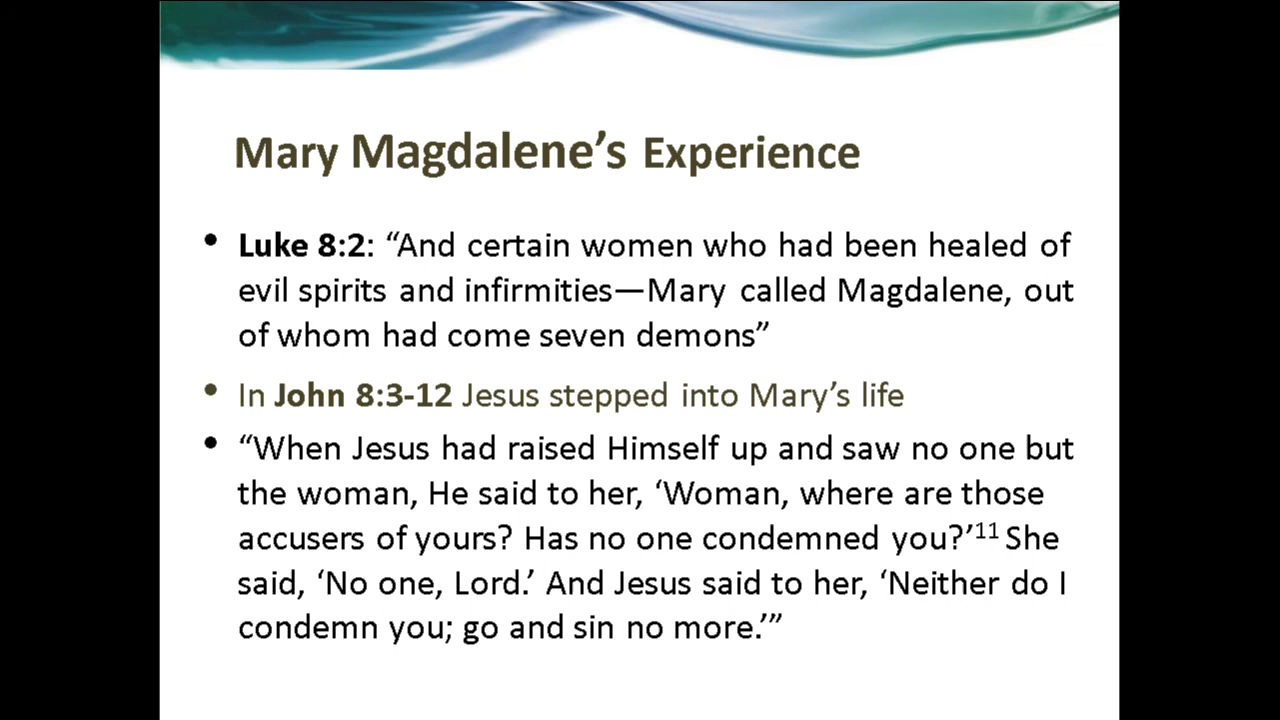 Mary Magdalene’s Experience
• Luke 8:2: “And certain women who had been healed of
evil spirits and infirmities—Mary called Magdalene, out
of whom had come seven demons”
• In John 8:3-12 Jesus stepped into Mary’s life
• “When Jesus had raised Himself up and saw no one but
the woman, He said to her, ‘Woman, where are those
accusers of yours? Has no one condemned you?’¹¹ She
said, ‘No one, Lord.’ And Jesus said to her, ‘Neither do I
condemn you; go and sin no more.’”